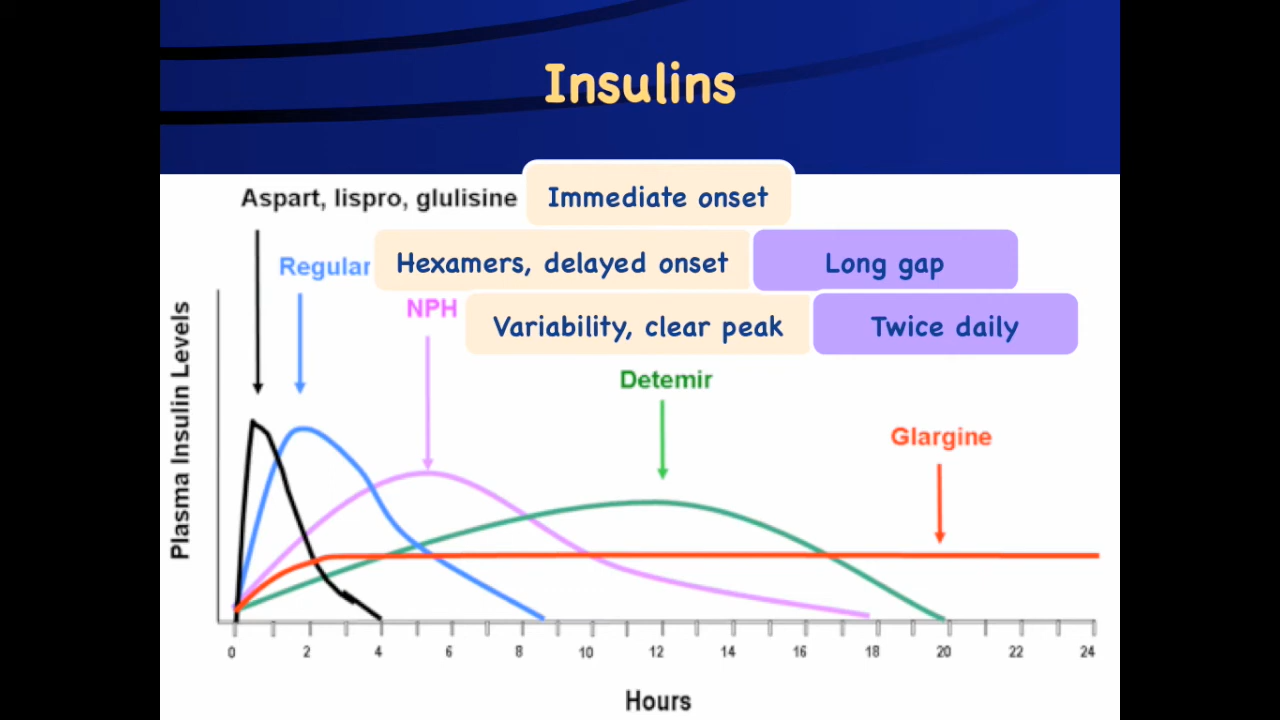 Insulins
Aspart, lispro, glulisine Immediate onset
Regular Hexamers, delayed onset Long gap
NPH Variability, clear peak Twice daily
Detemir
Glargine
Plasma Insulin Levels
0 2 4 6 8 10 12 14 16 18 20 22 24
Hours